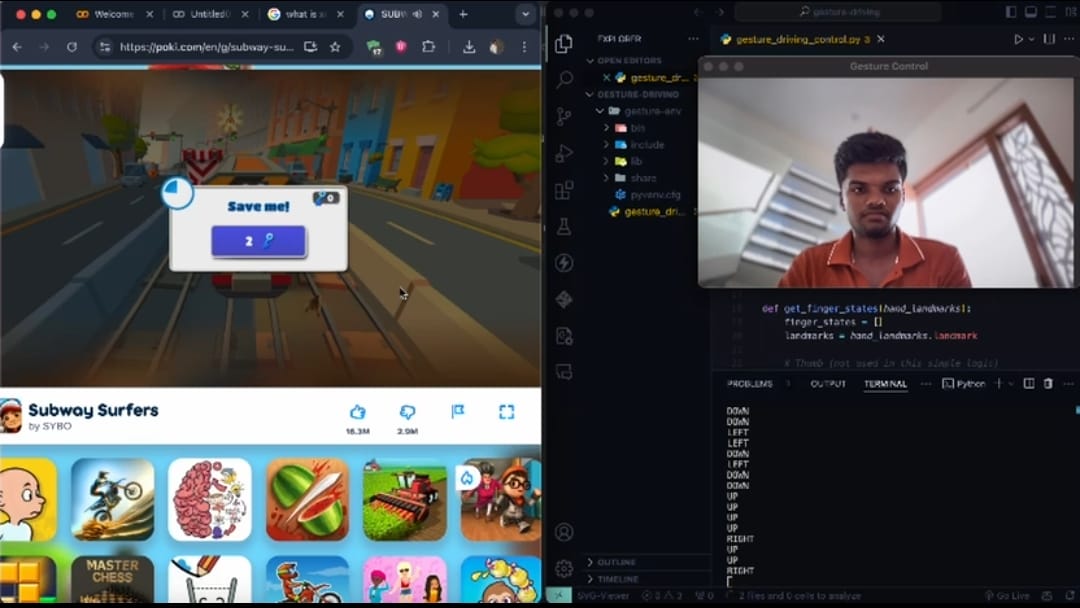 Welcome
Untitled
what is
SUBW
https://poki.com/en/g/subway-su...
17
Save me!
0
2
Subway Surfers
by SYBO
16.3M
2.9M
MASTER
CHESS
gesture-driving
EXPLORER
gesture_driving_control.py 3
OPEN EDITORS
gesture_dr...
GESTURE-DRIVING
gesture-env
bin
include
lib
share
pyvenv.cfg
gesture_dri...
Gesture Control
def get_finger_states(hand_landmarks):
finger_states = []
landmarks = hand_landmarks.landmark
# Thumb (not used in this simple logic)
PROBLEMS 3 OUTPUT TERMINAL ... Python
DOWN
DOWN
LEFT
LEFT
DOWN
LEFT
DOWN
DOWN
UP
UP
UP
UP
RIGHT
UP
UP
RIGHT
OUTLINE
TIMELINE
SVG-Viewer 0 3 0 2 files and 0 cells to analyze Go Live